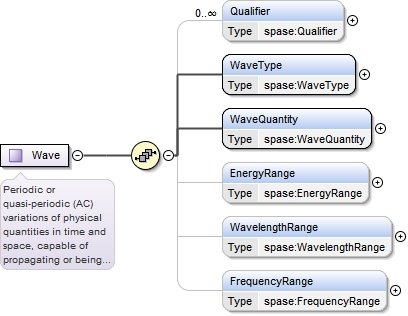 0..∞
Qualifier
Type spase:Qualifier
WaveType
Type spase:WaveType
WaveQuantity
Type spase:WaveQuantity
Wave
Periodic or
quasi-periodic (AC)
variations of physical
quantities in time and
space, capable of
propagating or being...
EnergyRange
Type spase:EnergyRange
WavelengthRange
Type spase:WavelengthRange
FrequencyRange
Type spase:FrequencyRange